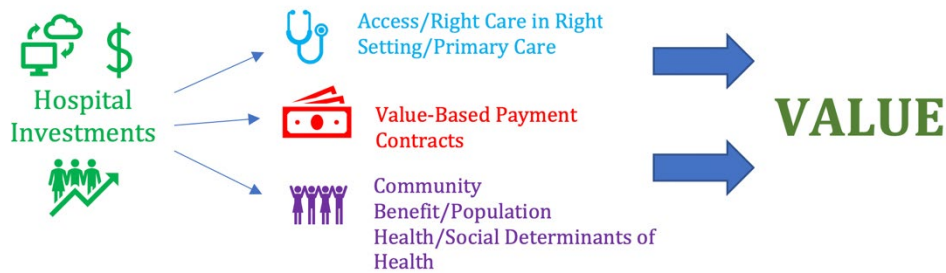 Hospital
Investments
Access/Right Care in Right
Setting/Primary Care
Value-Based Payment
Contracts
Community
Benefit/Population
Health/Social Determinants of
Health
VALUE